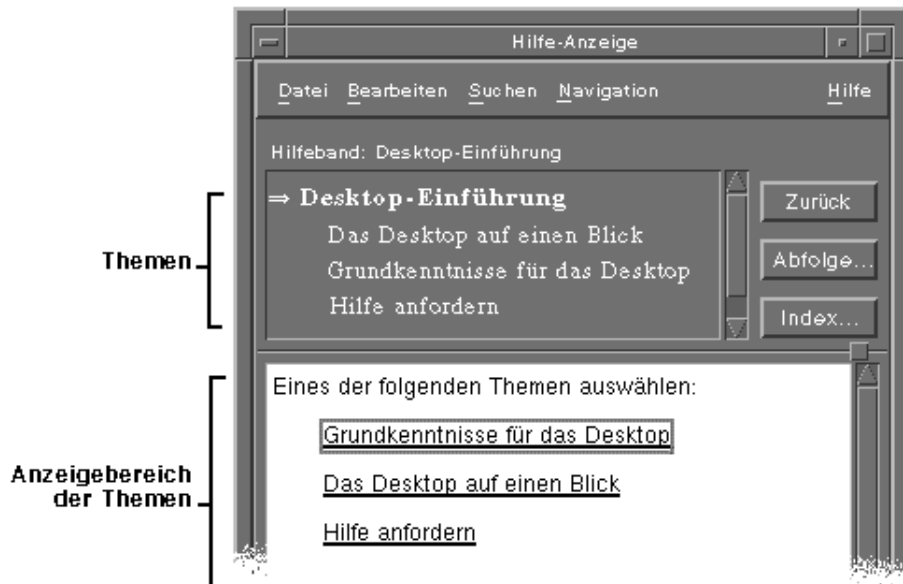 Hilfe-Anzeige
Datei Bearbeiten Suchen Navigation Hilfe
Hilfeband: Desktop-Einführung
⇒ Desktop-Einführung
Das Desktop auf einen Blick
Grundkenntnisse für das Desktop
Hilfe anfordern
Zurück
Abfolge...
Index...
Themen
Eines der folgenden Themen auswählen:
Grundkenntnisse für das Desktop
Das Desktop auf einen Blick
Hilfe anfordern
Anzeigebereich
der Themen